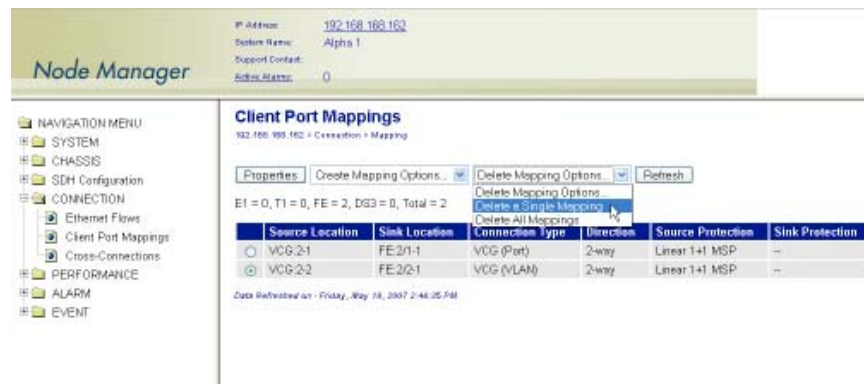 Node Manager
IP Address: 192.168.168.162
System Name: Alpha 1
Support Contact:
Active Alarms: 0
NAVIGATION MENU
SYSTEM
CHASSIS
SDH Configuration
CONNECTION
Ethernet Flows
Client Port Mappings
Cross-Connections
PERFORMANCE
ALARM
EVENT
Client Port Mappings
192.168.168.162 > Connection > Mapping
Properties Create Mapping Options... Delete Mapping Options... Refresh
Delete Mapping Options...
Delete a Single Mapping
Delete All Mappings
E1 = 0, T1 = 0, FE = 2, DS3 = 0, Total = 2
Source Location Sink Location Connection Type Direction Source Protection Sink Protection
VCG:2-1 FE:2/1-1 VCG (Port) 2-way Linear 1+1 MSP --
VCG:2-2 FE:2/2-1 VCG (VLAN) 2-way Linear 1+1 MSP --
Data Refreshed on - Friday, May 18, 2007 2:46:35 PM